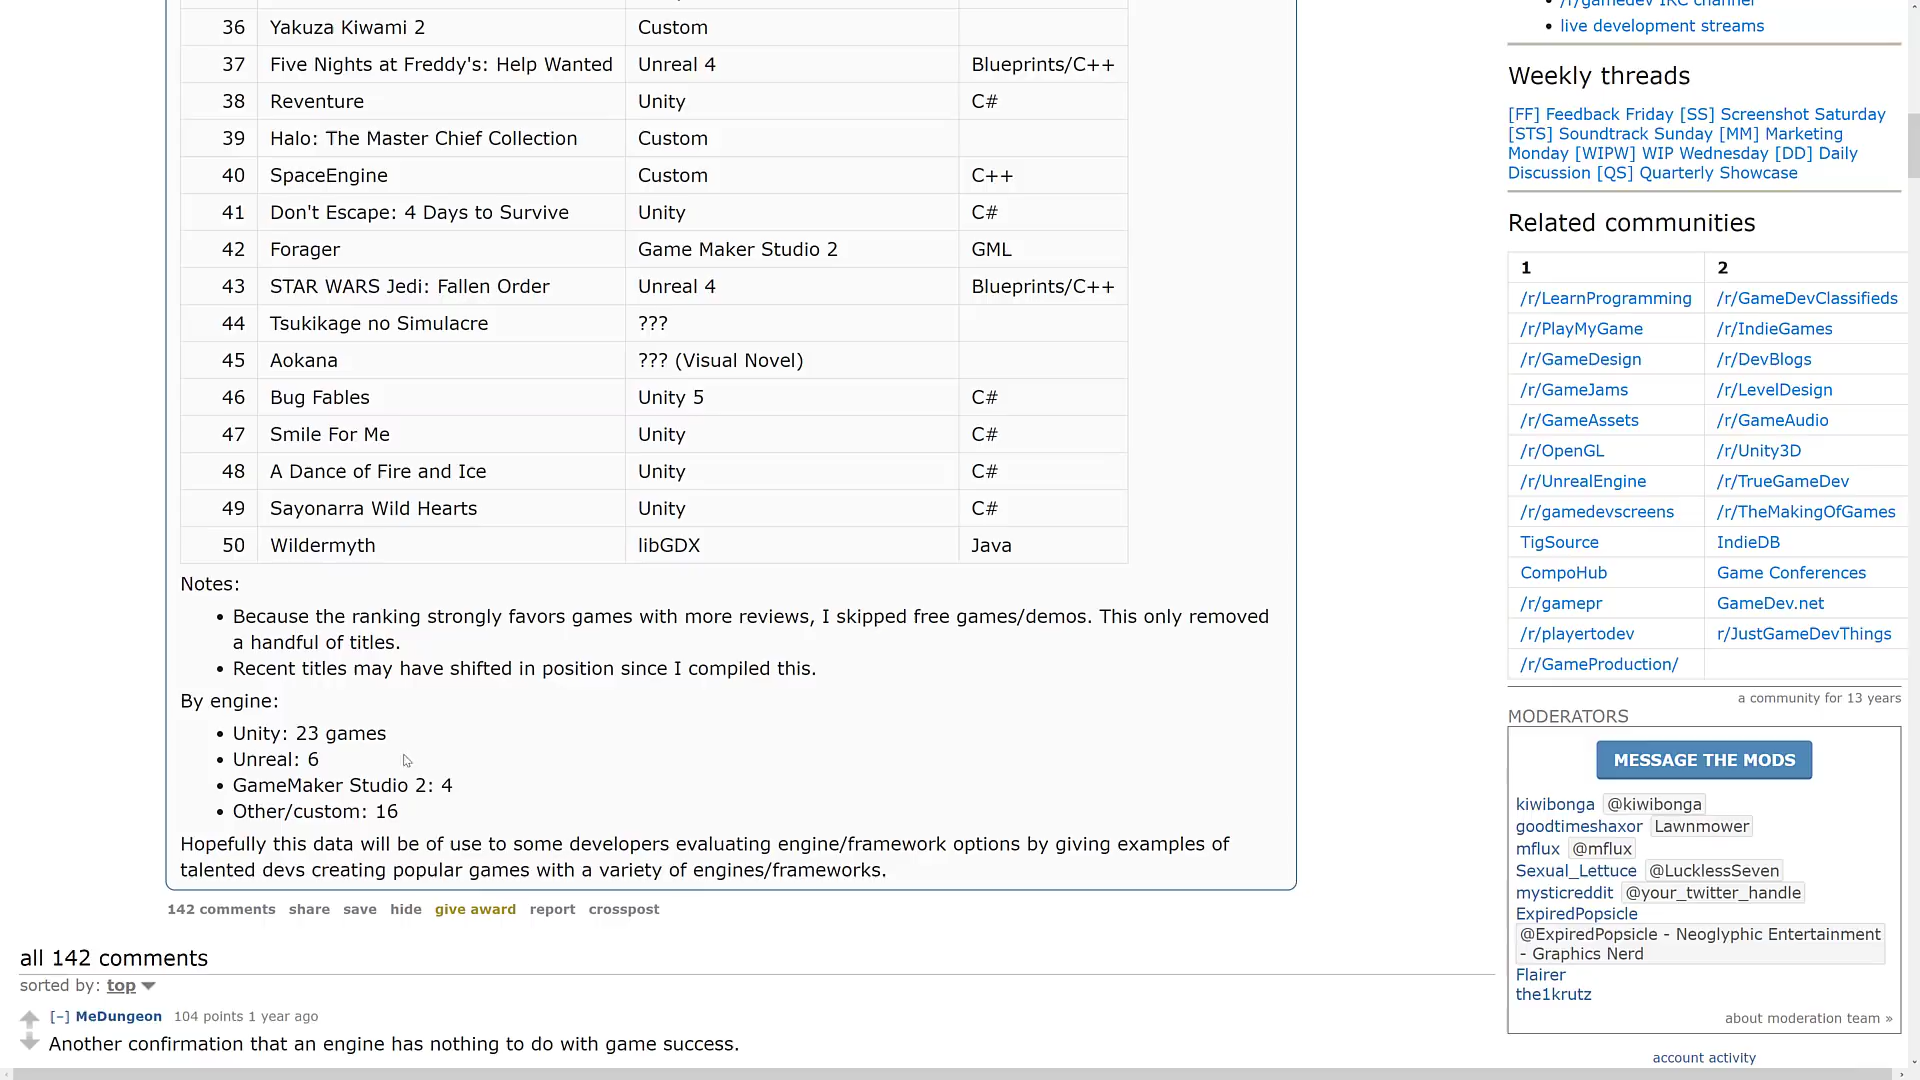 36 Yakuza Kiwami 2 Custom
37 Five Nights at Freddy's: Help Wanted Unreal 4 Blueprints/C++
38 Reventure Unity C#
39 Halo: The Master Chief Collection Custom
40 SpaceEngine Custom C++
41 Don't Escape: 4 Days to Survive Unity C#
42 Forager Game Maker Studio 2 GML
43 STAR WARS Jedi: Fallen Order Unreal 4 Blueprints/C++
44 Tsukikage no Simulacre ???
45 Aokana ??? (Visual Novel)
46 Bug Fables Unity 5 C#
47 Smile For Me Unity C#
48 A Dance of Fire and Ice Unity C#
49 Sayonarra Wild Hearts Unity C#
50 Wildermyth libGDX Java
Notes:
• Because the ranking strongly favors games with more reviews, I skipped free games/demos. This only removed
a handful of titles.
• Recent titles may have shifted in position since I compiled this.
By engine:
• Unity: 23 games
• Unreal: 6
• GameMaker Studio 2: 4
• Other/custom: 16
Hopefully this data will be of use to some developers evaluating engine/framework options by giving examples of
talented devs creating popular games with a variety of engines/frameworks.
142 comments share save hide give award report crosspost
all 142 comments
sorted by: top
[–] MeDungeon 104 points 1 year ago
Another confirmation that an engine has nothing to do with game success.
• /r/gamedev IRC channel
• live development streams
Weekly threads
[FF] Feedback Friday [SS] Screenshot Saturday
[STS] Soundtrack Sunday [MM] Marketing
Monday [WIPW] WIP Wednesday [DD] Daily
Discussion [QS] Quarterly Showcase
Related communities
1 2
/r/LearnProgramming /r/GameDevClassifieds
/r/PlayMyGame /r/IndieGames
/r/GameDesign /r/DevBlogs
/r/GameJams /r/LevelDesign
/r/GameAssets /r/GameAudio
/r/OpenGL /r/Unity3D
/r/UnrealEngine /r/TrueGameDev
/r/gamedevscreens /r/TheMakingOfGames
TigSource IndieDB
CompoHub Game Conferences
/r/gamepr GameDev.net
/r/playertodev r/JustGameDevThings
/r/GameProduction/
a community for 13 years
MODERATORS
MESSAGE THE MODS
kiwibonga @kiwibonga
goodtimeshaxor Lawnmower
mflux @mflux
Sexual_Lettuce @LucklessSeven
mysticreddit @your_twitter_handle
ExpiredPopsicle
@ExpiredPopsicle - Neoglyphic Entertainment
- Graphics Nerd
Flairer
the1krutz
about moderation team »
account activity